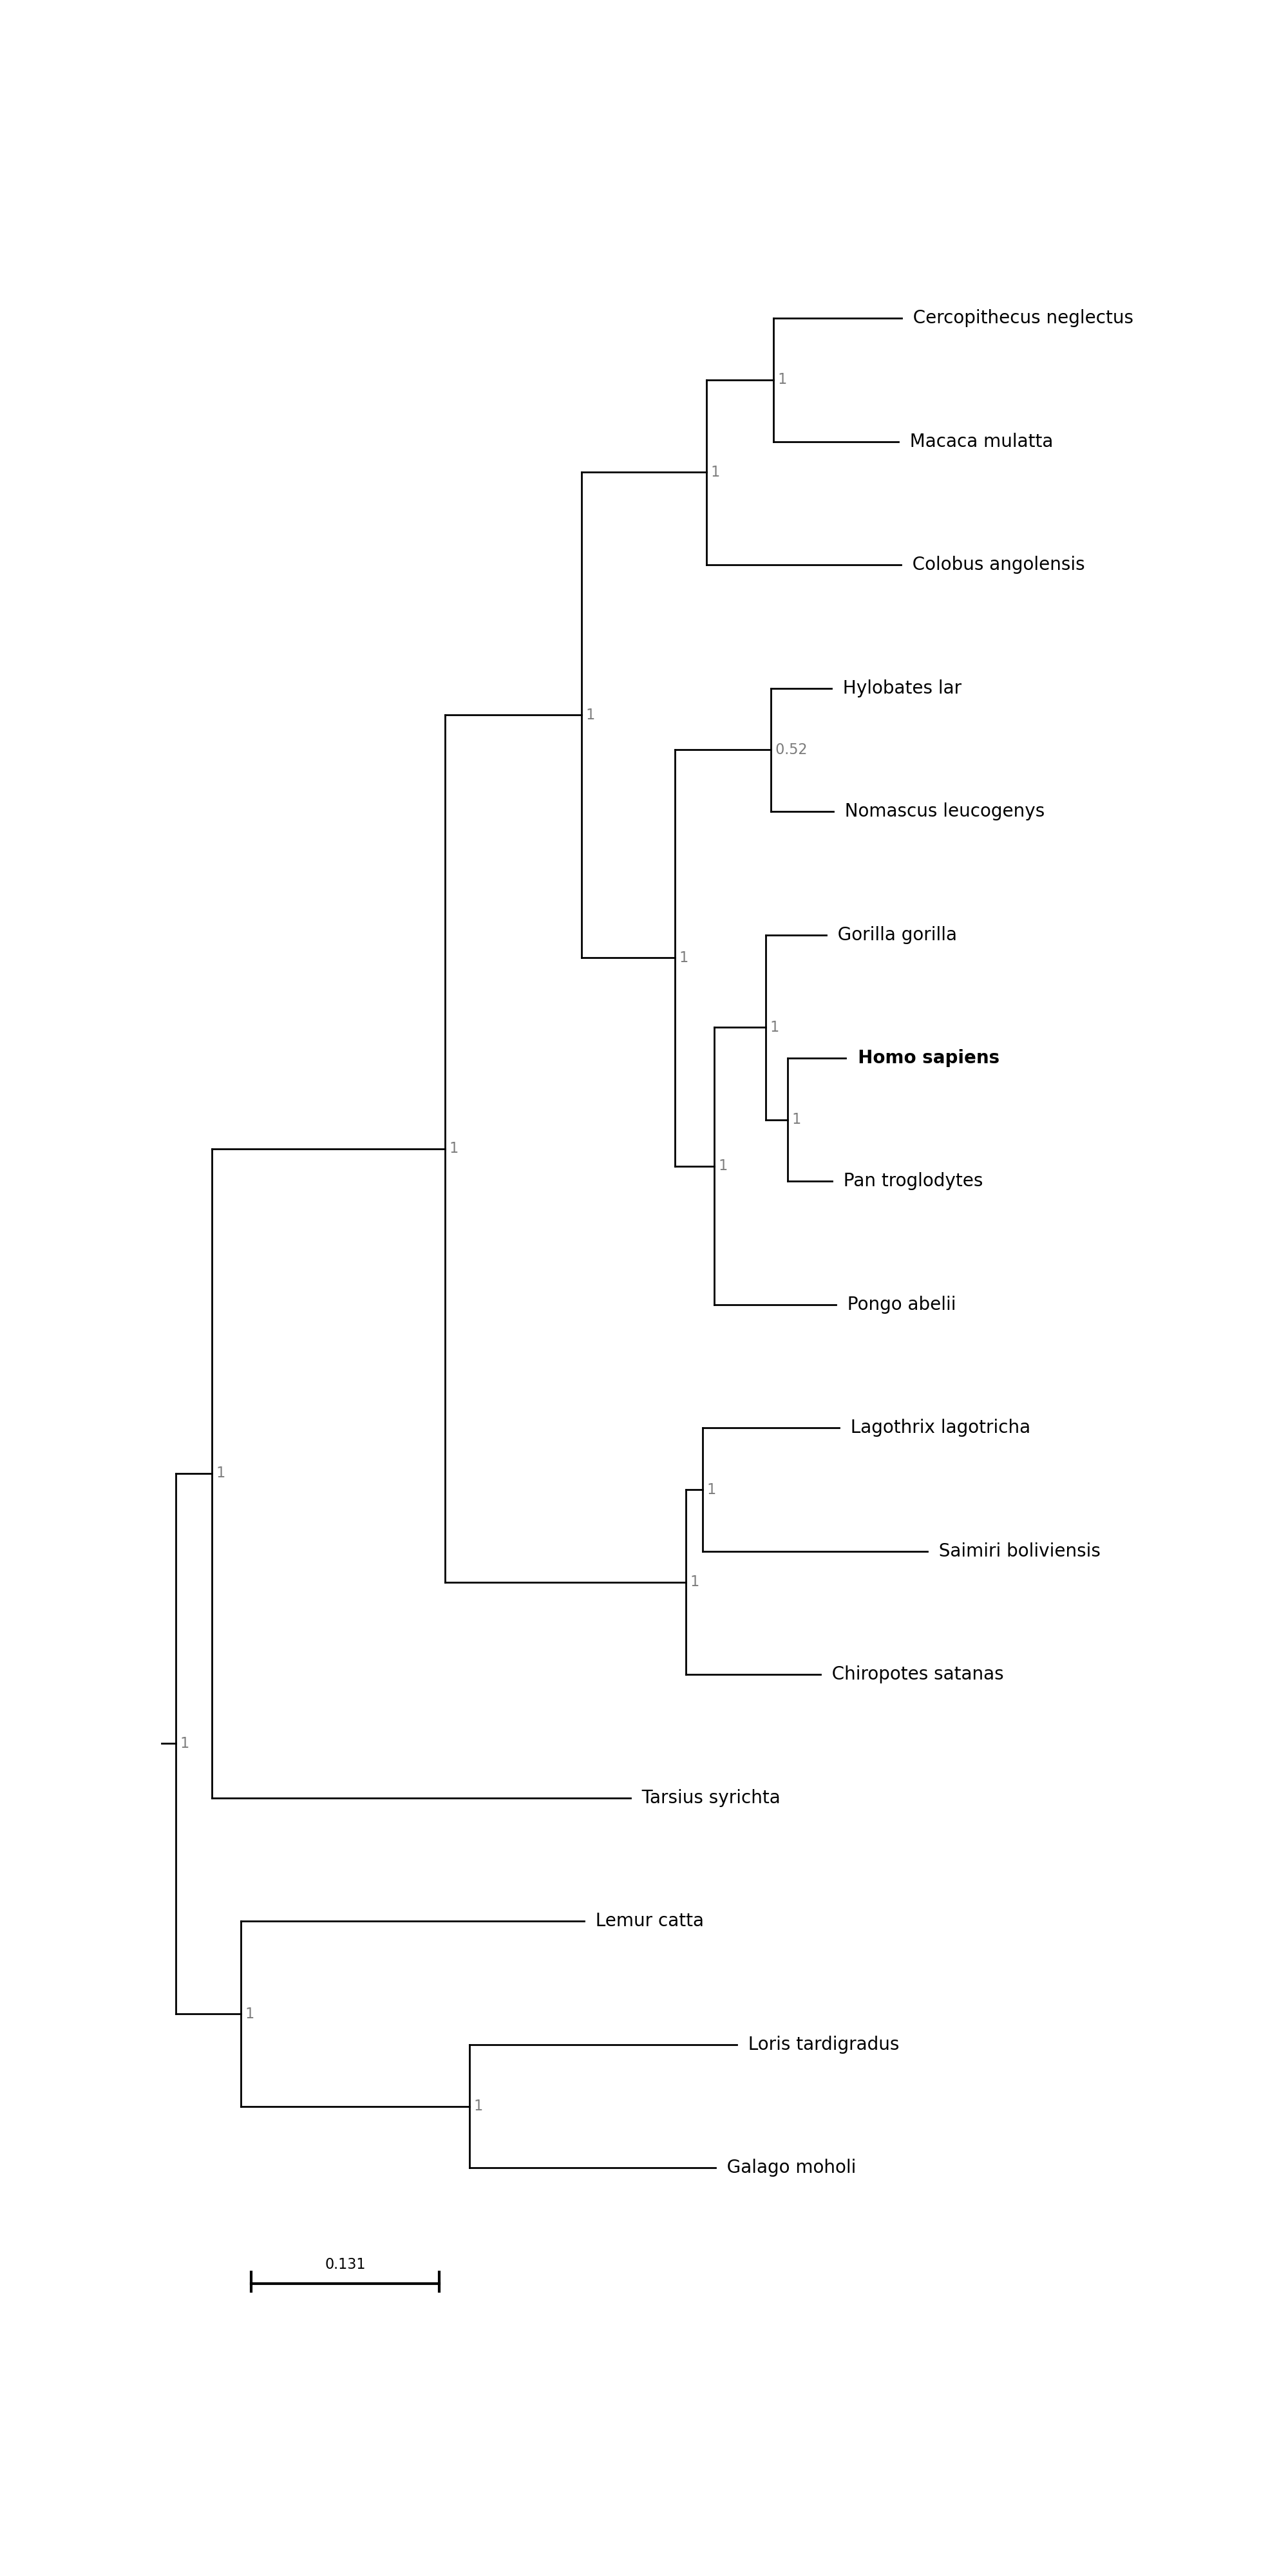 Cercopithecus neglectus
1
Macaca mulatta
1
Colobus angolensis
Hylobates lar
1
0.52
Nomascus leucogenys
Gorilla gorilla
1
1
Homo sapiens
1
1
1
Pan troglodytes
Pongo abelii
Lagothrix lagotricha
1
1
Saimiri boliviensis
1
Chiropotes satanas
1
Tarsius syrichta
Lemur catta
1
Loris tardigradus
1
Galago moholi
0.131